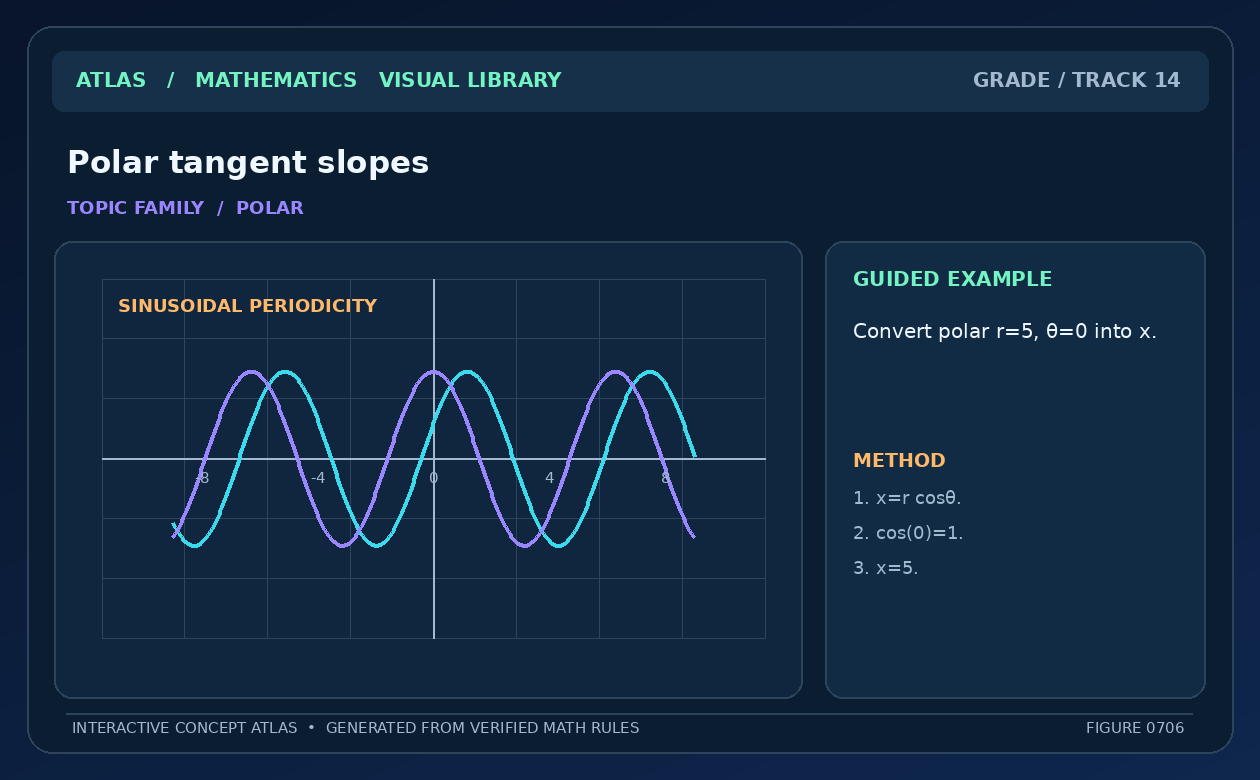 ATLAS / MATHEMATICS VISUAL LIBRARY
GRADE / TRACK 14
Polar tangent slopes
TOPIC FAMILY / POLAR
SINUSOIDAL PERIODICITY
-8 -4 0 4 8
GUIDED EXAMPLE
Convert polar r=5, θ=0 into x.
METHOD
1. x=r cosθ.
2. cos(0)=1.
3. x=5.
INTERACTIVE CONCEPT ATLAS • GENERATED FROM VERIFIED MATH RULES
FIGURE 0706